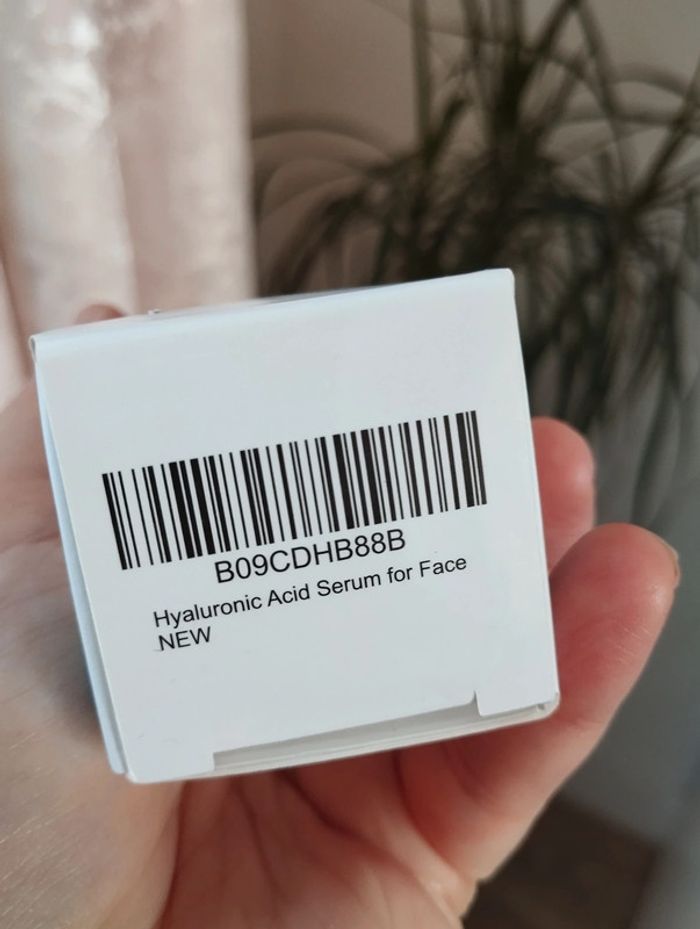 B09CDHB88B
Hyaluronic Acid Serum for Face
NEW